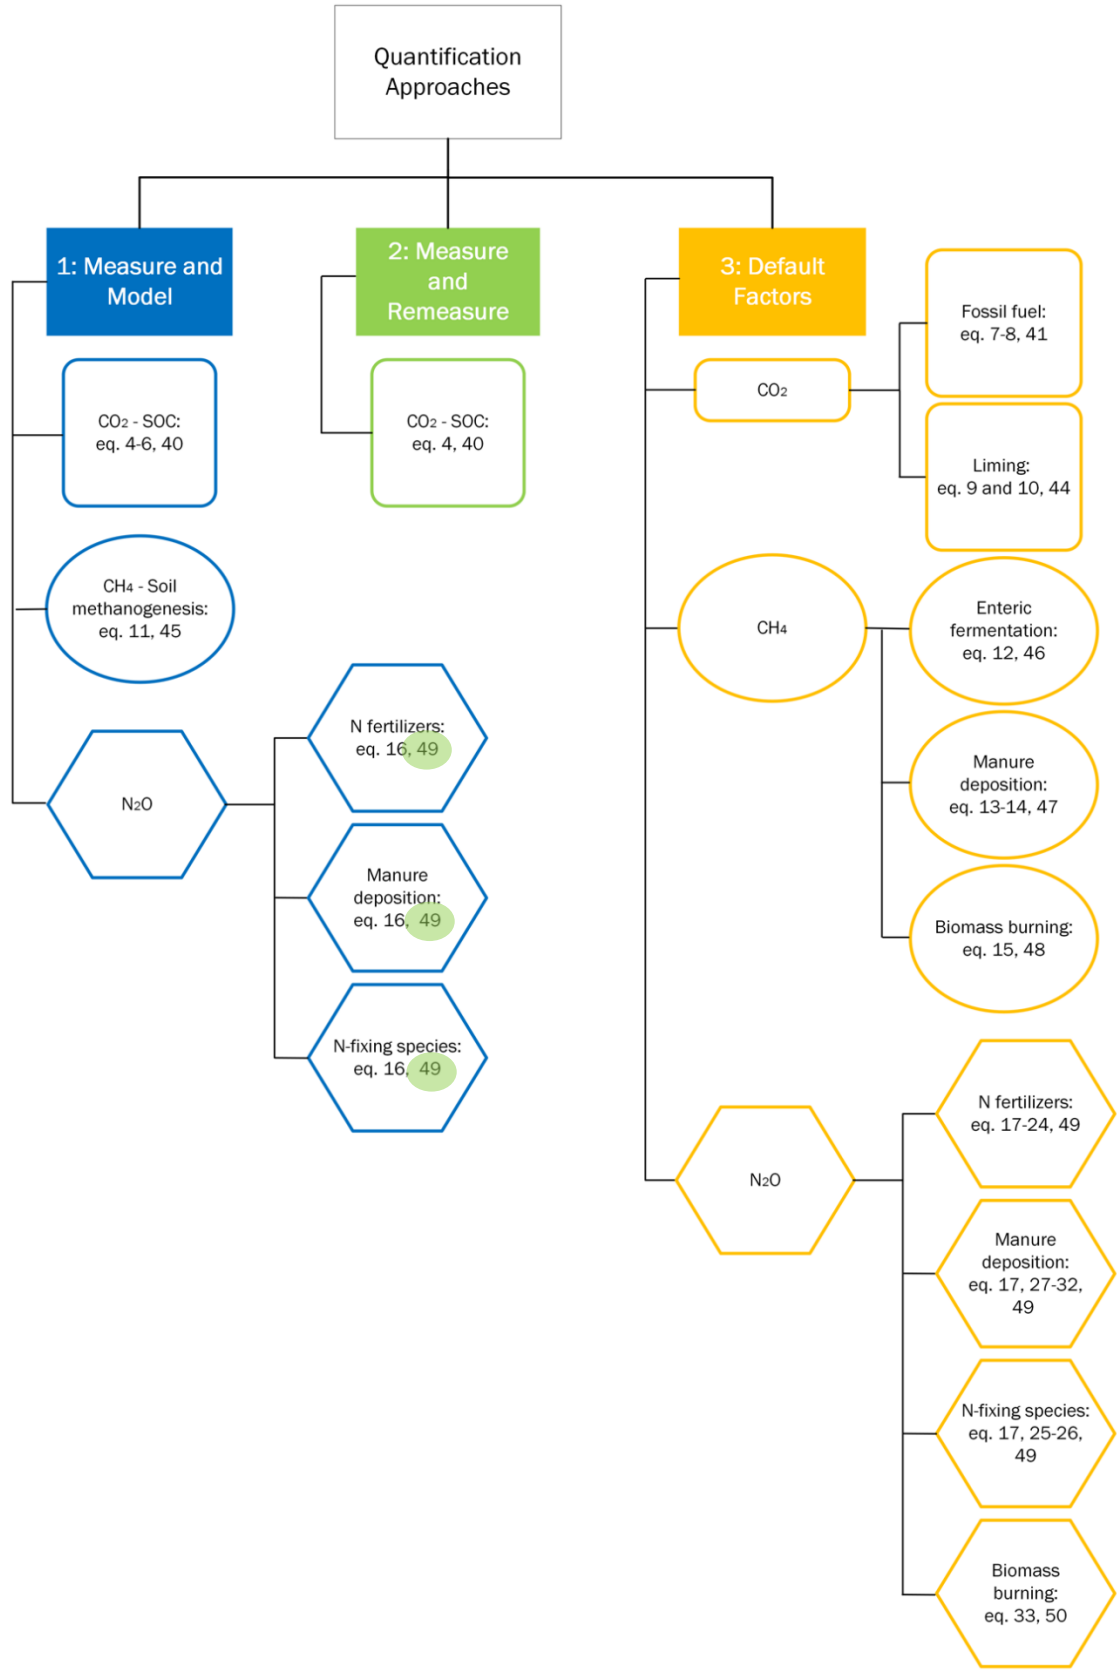 Quantification
Approaches
1: Measure and
Model
CO2 - SOC:
eq. 4-6, 40
CH4 - Soil
methanogenesis:
eq. 11, 45
N2O
N fertilizers:
eq. 16, 49
Manure
deposition:
eq. 16, 49
N-fixing species:
eq. 16, 49
2: Measure
and
Remeasure
CO2 - SOC:
eq. 4, 40
3: Default
Factors
CO2
Fossil fuel:
eq. 7-8, 41
Liming:
eq. 9 and 10, 44
CH4
Enteric
fermentation:
eq. 12, 46
Manure
deposition:
eq. 13-14, 47
Biomass burning:
eq. 15, 48
N2O
N fertilizers:
eq. 17-24, 49
Manure
deposition:
eq. 17, 27-32,
49
N-fixing species:
eq. 17, 25-26,
49
Biomass
burning:
eq. 33, 50